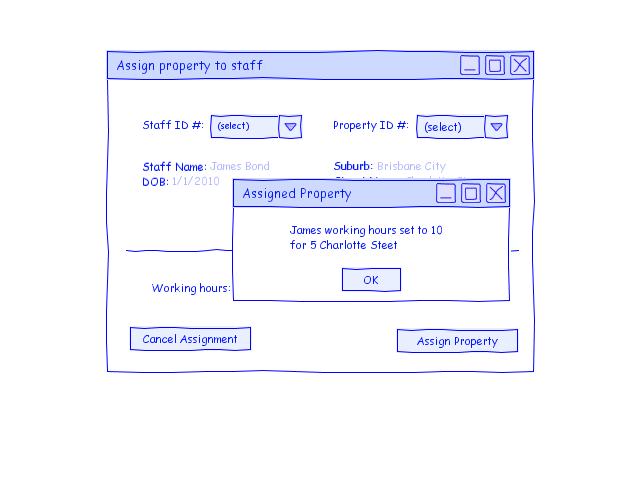 Assign property to staff
Staff ID #: (select) Property ID #: (select)
Staff Name: James Bond Suburb: Brisbane City
DOB: 1/1/2010
Assigned Property
James working hours set to 10
for 5 Charlotte Steet
OK
Working hours:
Cancel Assignment Assign Property